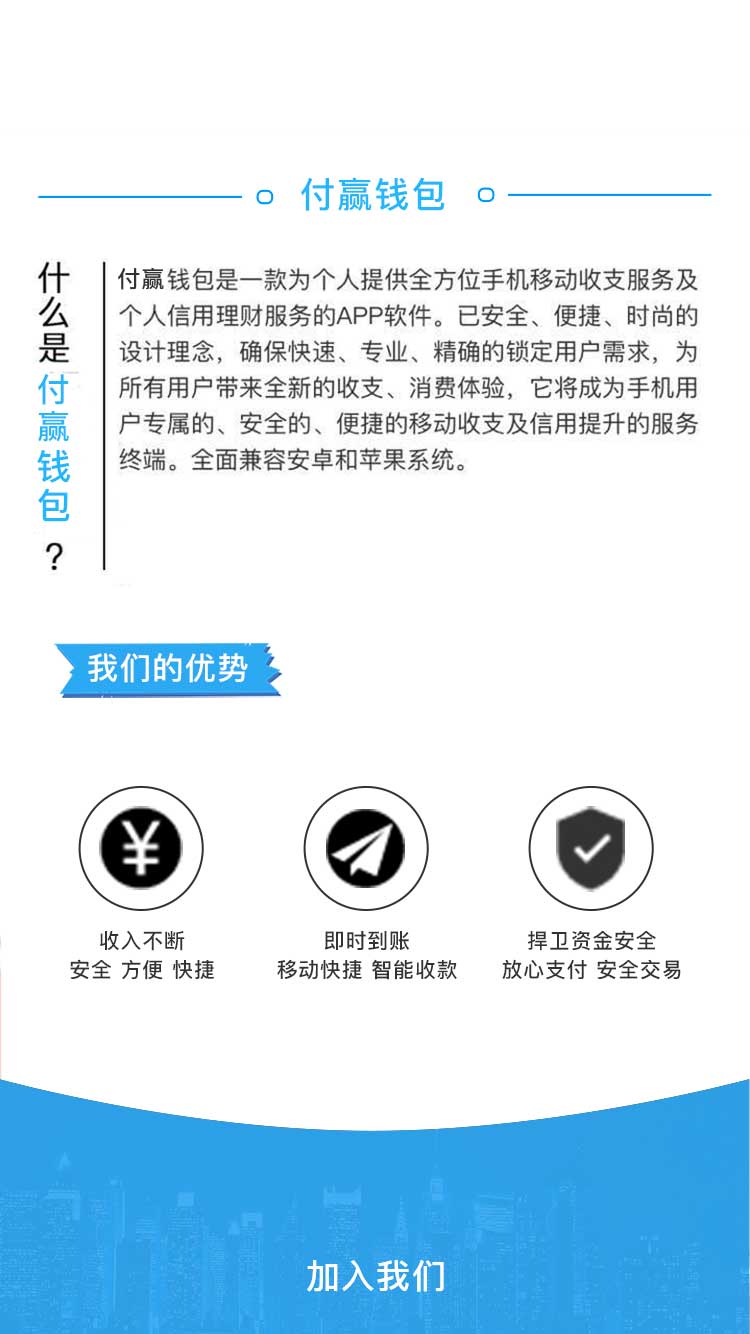 付赢钱包
什么是付赢钱包？
付赢钱包是一款为个人提供全方位手机移动收支服务及
个人信用理财服务的APP软件。已安全、便捷、时尚的
设计理念，确保快速、专业、精确的锁定用户需求，为
所有用户带来全新的收支、消费体验，它将成为手机用
户专属的、安全的、便捷的移动收支及信用提升的服务
终端。全面兼容安卓和苹果系统。
我们的优势
¥
收入不断
安全 方便 快捷
即时到账
移动快捷 智能收款
捍卫资金安全
放心支付 安全交易
加入我们